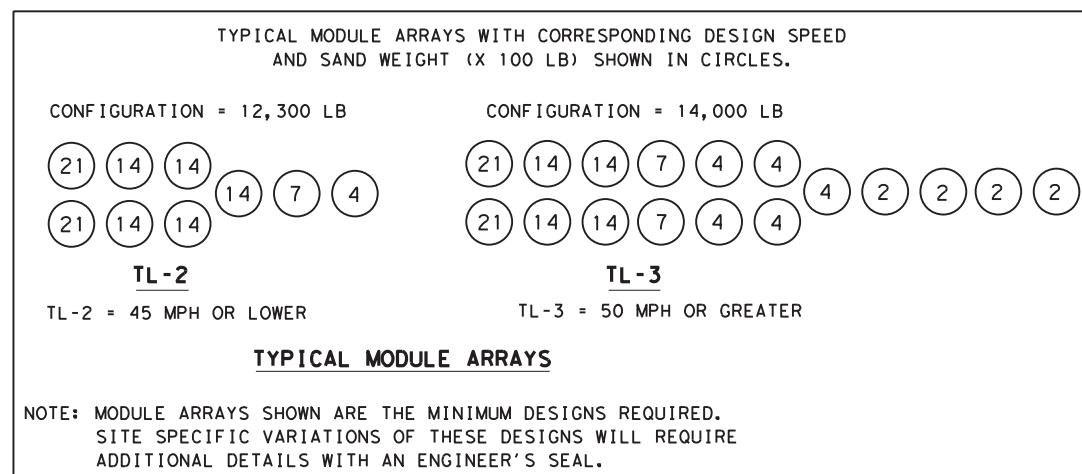 TYPICAL MODULE ARRAYS WITH CORRESPONDING DESIGN SPEED
AND SAND WEIGHT (X 100 LB) SHOWN IN CIRCLES.
CONFIGURATION = 12,300 LB
21 14 14
14 7 4
21 14 14
TL-2
TL-2 = 45 MPH OR LOWER
CONFIGURATION = 14,000 LB
21 14 14 7 4 4
4 2 2 2 2
21 14 14 7 4 4
TL-3
TL-3 = 50 MPH OR GREATER
TYPICAL MODULE ARRAYS
NOTE: MODULE ARRAYS SHOWN ARE THE MINIMUM DESIGNS REQUIRED.
SITE SPECIFIC VARIATIONS OF THESE DESIGNS WILL REQUIRE
ADDITIONAL DETAILS WITH AN ENGINEER'S SEAL.